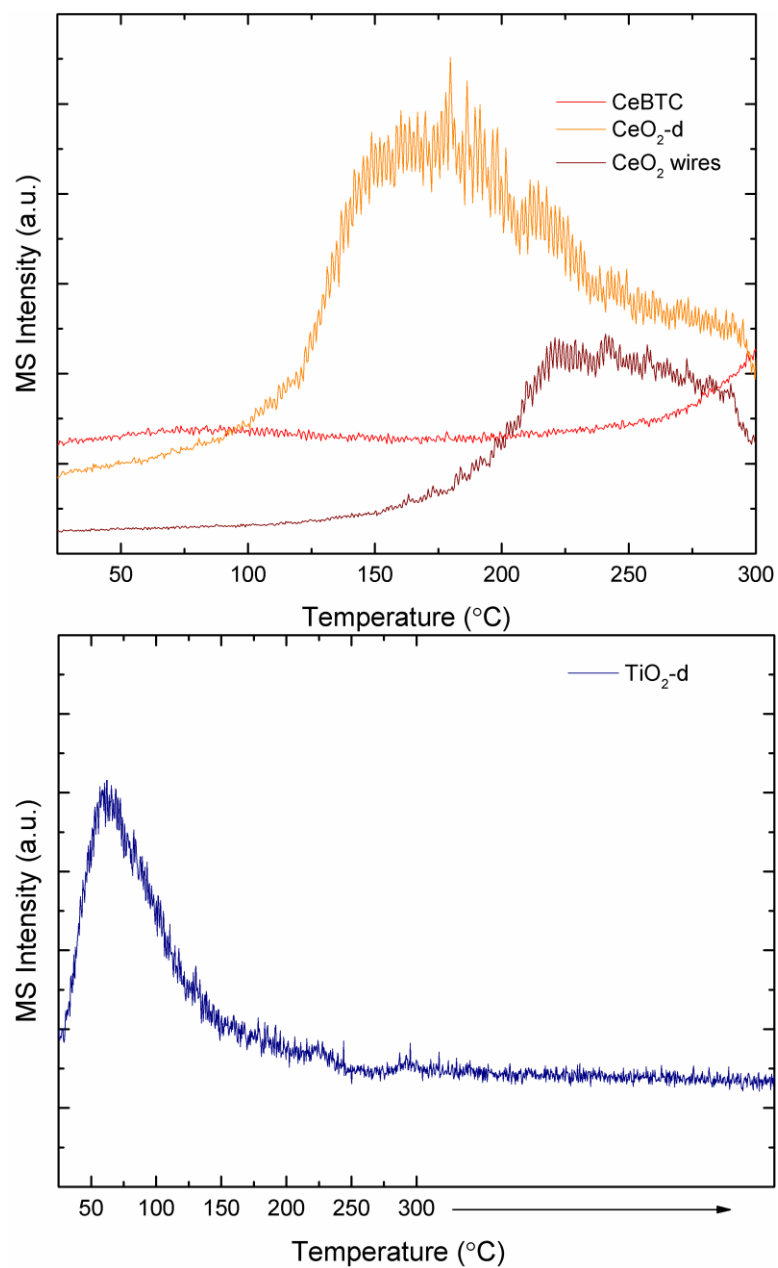 CeBTC
CeO₂-d
CeO₂ wires
MS Intensity (a.u.)
50 100 150 200 250 300
Temperature (°C)
TiO₂-d
MS Intensity (a.u.)
50 100 150 200 250 300
Temperature (°C)